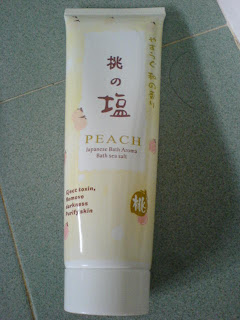 桃の塩
PEACH
Japanese Bath Aroma
Bath sea salt
Eject toxin,
Remove
darkness
Purify skin
桃